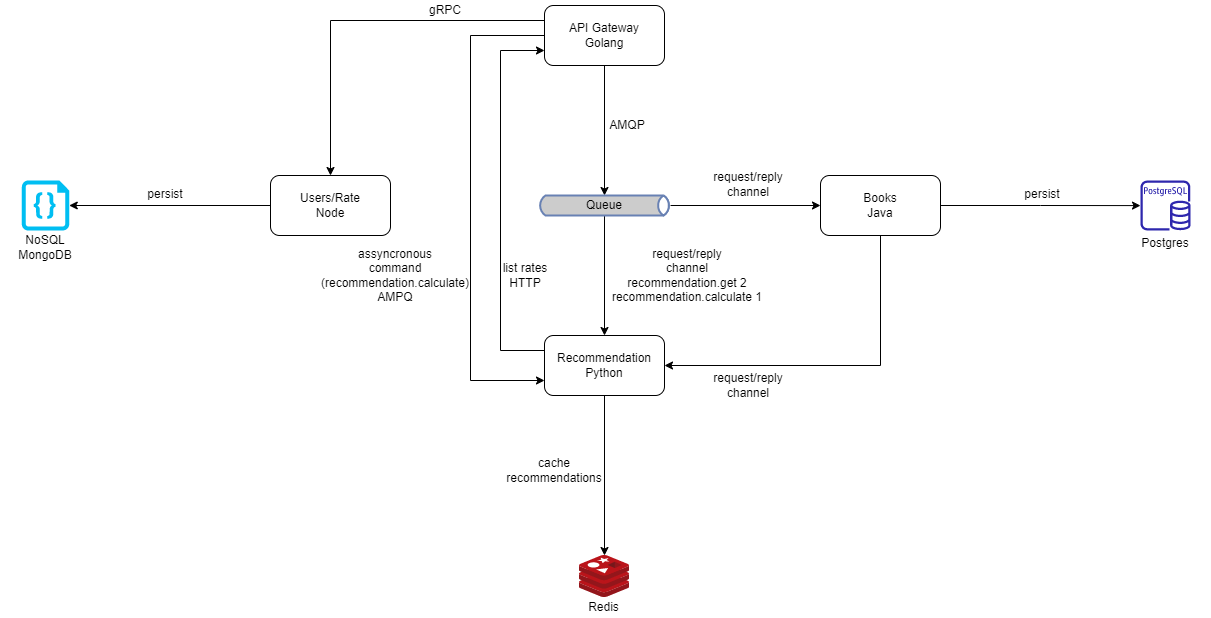 gRPC
API Gateway
Golang
AMQP
persist
Users/Rate
Node
NoSQL
MongoDB
Queue
request/reply
channel
Books
Java
persist
PostgreSQL
Postgres
assyncronous
command
(recommendation.calculate)
AMPQ
list rates
HTTP
request/reply
channel
recommendation.get 2
recommendation.calculate 1
Recommendation
Python
request/reply
channel
cache
recommendations
Redis